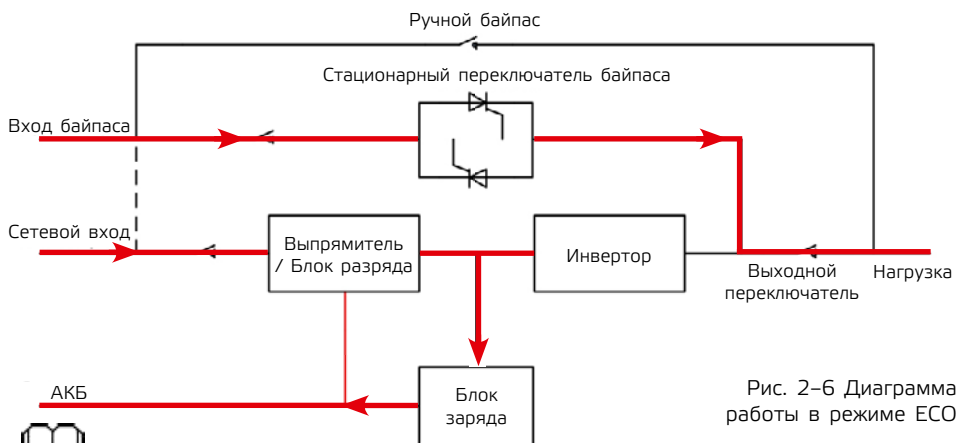 Ручной байпас
Стационарный переключатель байпаса
Вход байпаса
Сетевой вход
Выпрямитель
/ Блок разряда
Инвертор
Выходной
переключатель
Нагрузка
АКБ
Блок
заряда
Рис. 2–6 Диаграмма
работы в режиме ECO